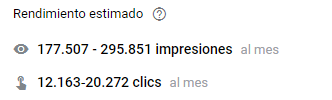 Rendimiento estimado ?
177.507 - 295.851 impresiones al mes
12.163-20.272 clics al mes